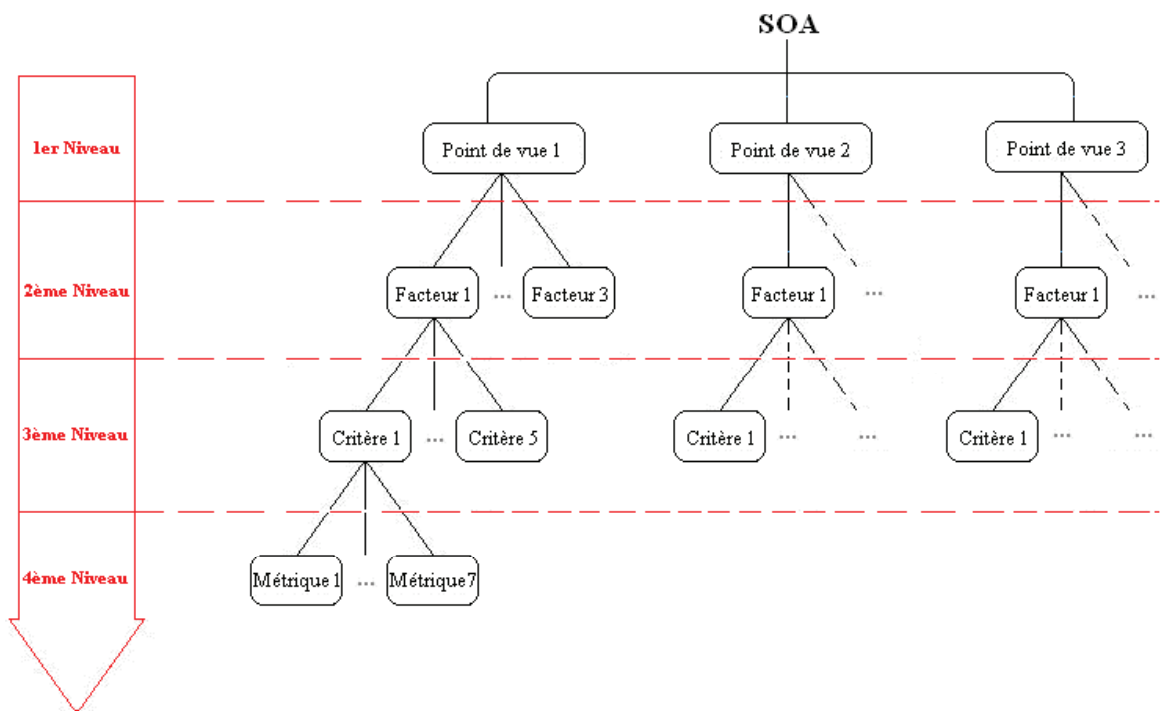 SOA
1er Niveau
Point de vue 1
Point de vue 2
Point de vue 3
2ème Niveau
Facteur 1
...
Facteur 3
Facteur 1
...
Facteur 1
...
3ème Niveau
Critère 1
...
Critère 5
Critère 1
...
...
Critère 1
...
...
4ème Niveau
Métrique 1
...
Métrique 7